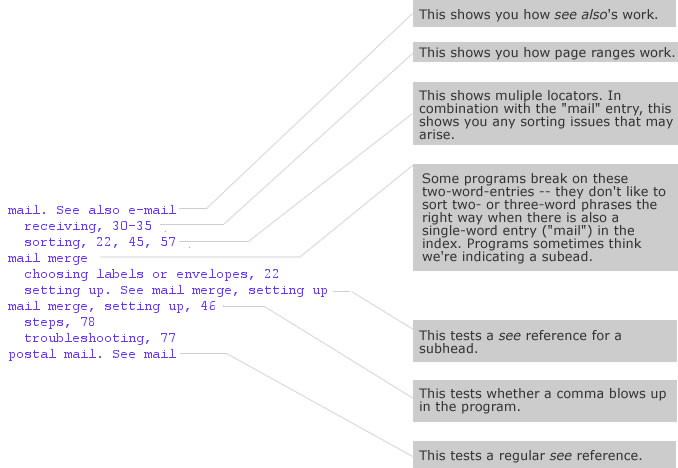 This shows you how see also's work.
This shows you how page ranges work.
This shows muliple locators. In
combination with the "mail" entry, this
shows you any sorting issues that may
arise.
Some programs break on these
two-word-entries -- they don't like to
sort two- or three-word phrases the
right way when there is also a
single-word entry ("mail") in the
index. Programs sometimes think
we're indicating a subead.
mail. See also e-mail
receiving, 30-35
sorting, 22, 45, 57
mail merge
choosing labels or envelopes, 22
setting up. See mail merge, setting up
mail merge, setting up, 46
steps, 78
troubleshooting, 77
postal mail. See mail
This tests a see reference for a
subhead.
This tests whether a comma blows up
in the program.
This tests a regular see reference.